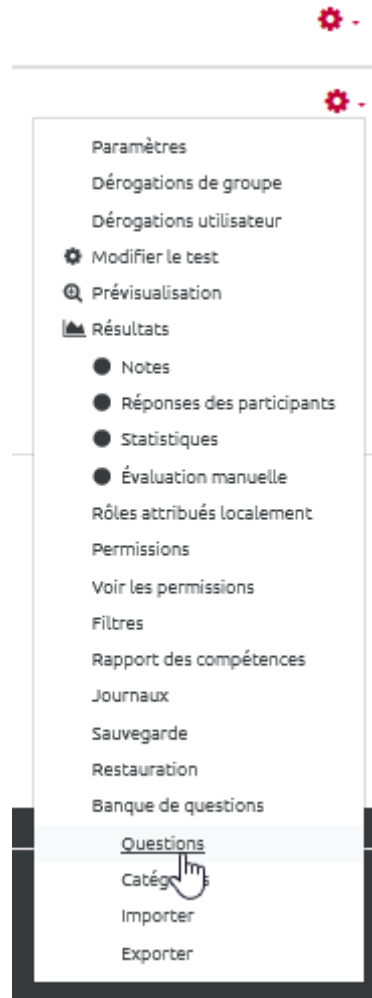 Paramètres
Dérogations de groupe
Dérogations utilisateur
Modifier le test
Prévisualisation
Résultats
Notes
Réponses des participants
Statistiques
Évaluation manuelle
Rôles attribués localement
Permissions
Voir les permissions
Filtres
Rapport des compétences
Journaux
Sauvegarde
Restauration
Banque de questions
Questions
Importer
Exporter